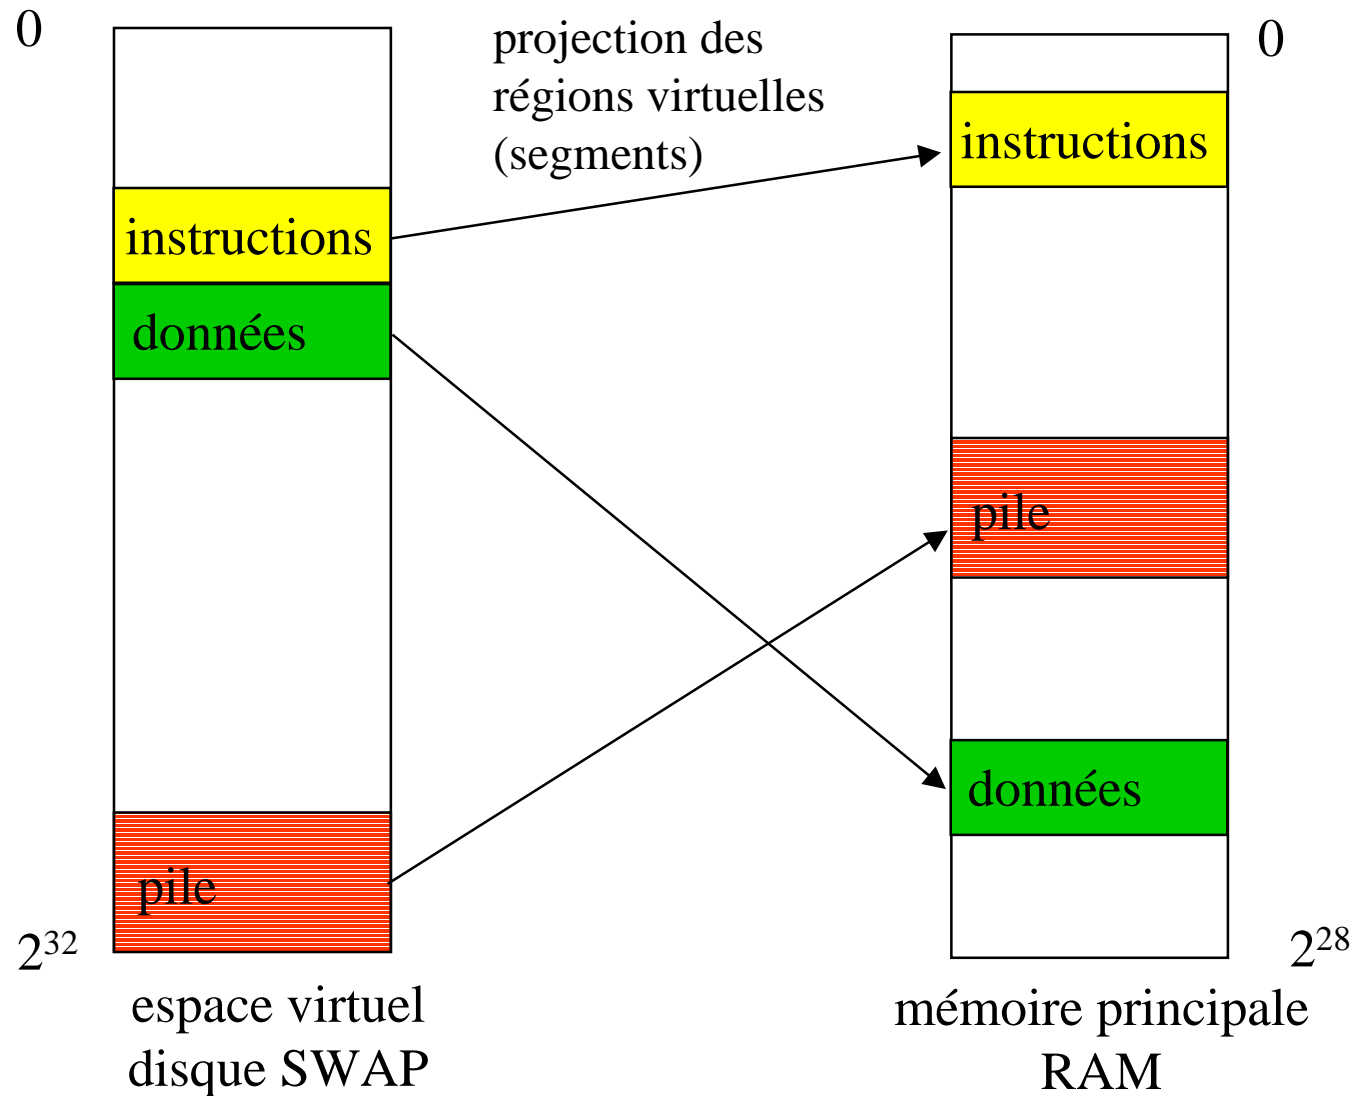 0
projection des
régions virtuelles
(segments)
0
instructions
instructions
données
pile
données
pile
2³²
2²⁸
espace virtuel
disque SWAP
mémoire principale
RAM